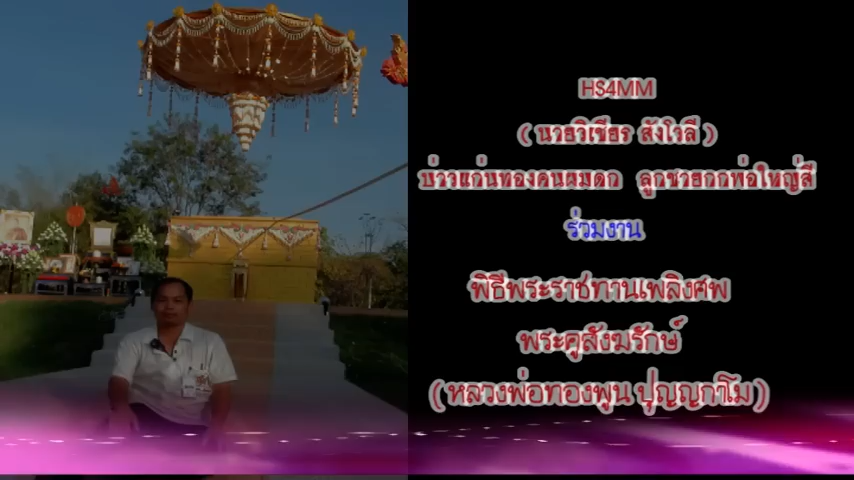 HS4MM
( นายวิเชียร สังโวลี )
บ่าวแก่นทองคนผมดก ลูกชายกกพ่อใหญ่สี
ร่วมงาน
พิธีพระราชทานเพลิงศพ
พระครูสังฆรักษ์
(หลวงพ่อทองพูน ปุญญกาโม)